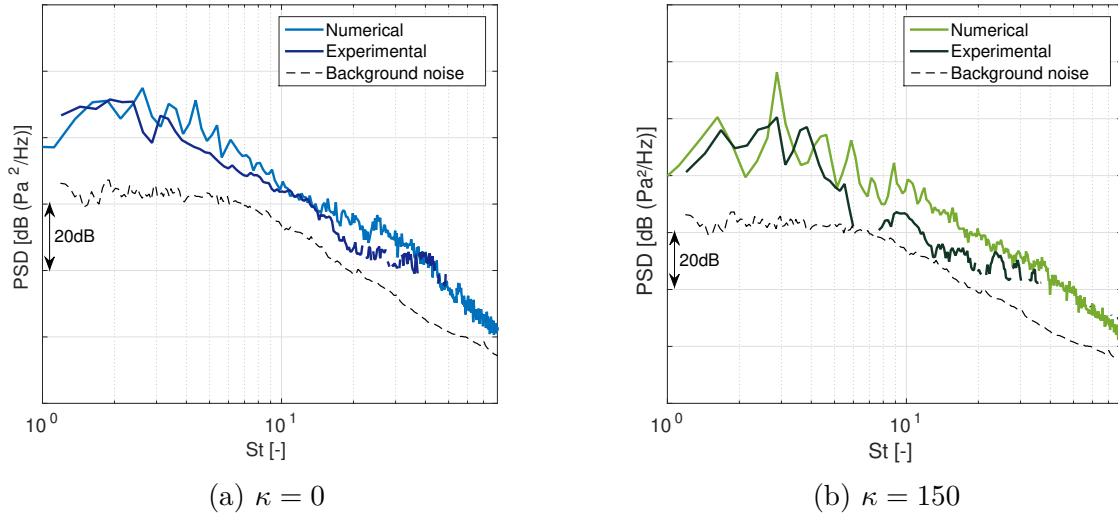 Numerical
Experimental
Background noise
PSD [dB (Pa ²/Hz)]
20dB
10⁰
10¹
St [-]
(a) κ = 0
Numerical
Experimental
Background noise
PSD [dB (Pa²/Hz)]
20dB
10⁰
10¹
St [-]
(b) κ = 150